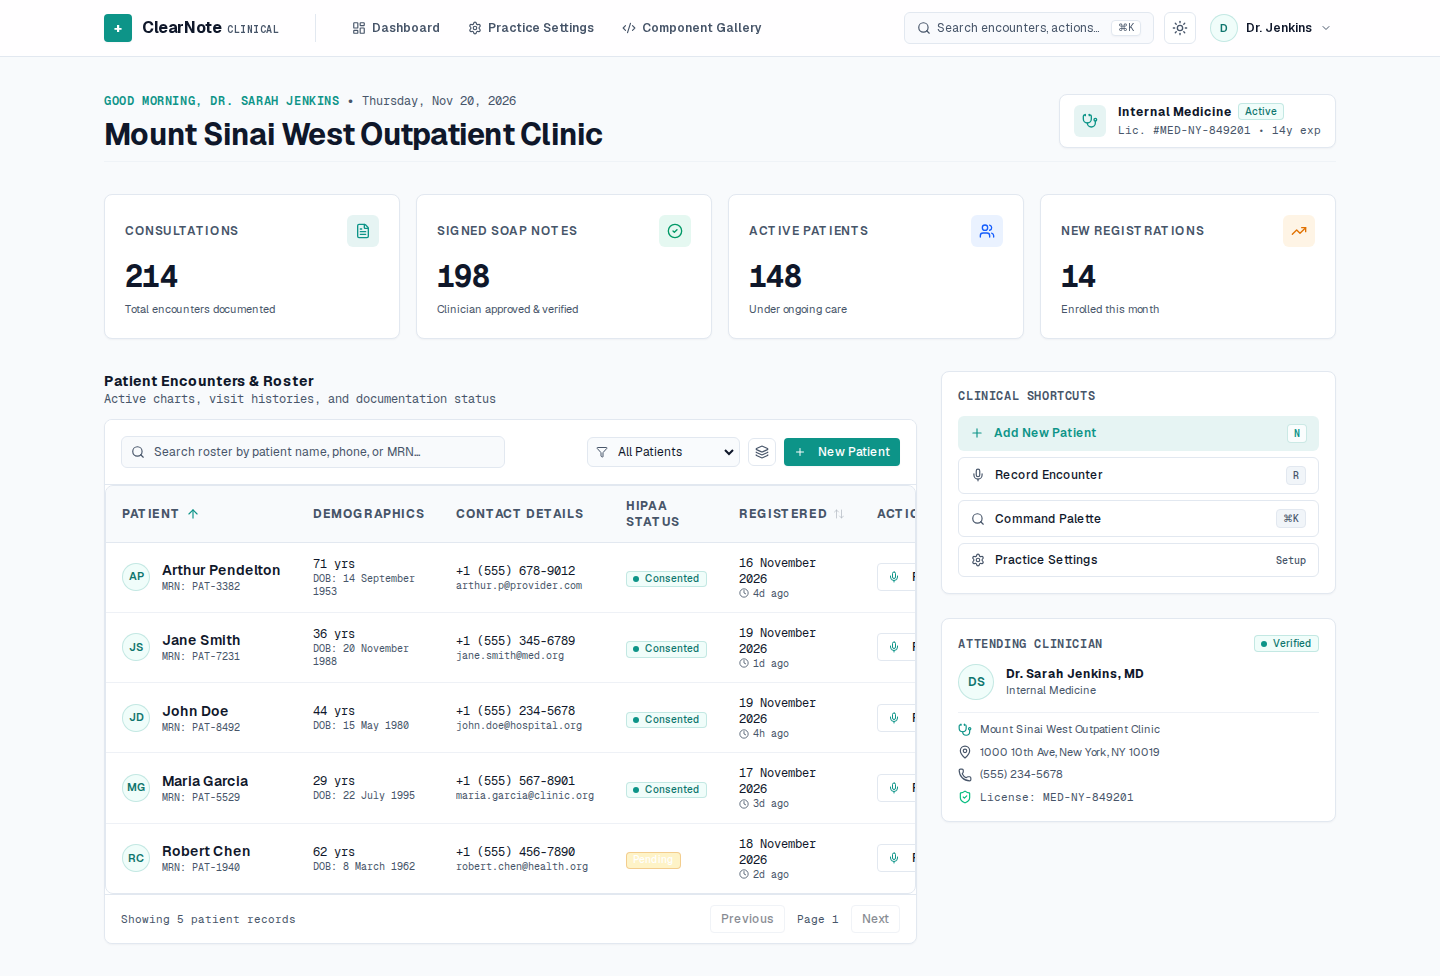 + ClearNote CLINICAL
Dashboard
Practice Settings
Component Gallery
Search encounters, actions...
⌘K
D
Dr. Jenkins
GOOD MORNING, DR. SARAH JENKINS • Thursday, Nov 20, 2026
Mount Sinai West Outpatient Clinic
Internal Medicine Active
Lic. #MED-NY-849201 • 14y exp
CONSULTATIONS
214
Total encounters documented
SIGNED SOAP NOTES
198
Clinician approved & verified
ACTIVE PATIENTS
148
Under ongoing care
NEW REGISTRATIONS
14
Enrolled this month
Patient Encounters & Roster
Active charts, visit histories, and documentation status
Search roster by patient name, phone, or MRN...
All Patients
+ New Patient
PATIENT
DEMOGRAPHICS
CONTACT DETAILS
HIPAA
STATUS
REGISTERED
AP
Arthur Pendelton
MRN: PAT-3382
71 yrs
DOB: 14 September
1953
+1 (555) 678-9012
arthur.p@provider.com
Consented
16 November
2026
4d ago
JS
Jane Smith
MRN: PAT-7231
36 yrs
DOB: 20 November
1988
+1 (555) 345-6789
jane.smith@med.org
Consented
19 November
2026
1d ago
JD
John Doe
MRN: PAT-8492
44 yrs
DOB: 15 May 1980
+1 (555) 234-5678
john.doe@hospital.org
Consented
19 November
2026
4h ago
MG
Maria Garcia
MRN: PAT-5529
29 yrs
DOB: 22 July 1995
+1 (555) 567-8901
maria.garcia@clinic.org
Consented
17 November
2026
3d ago
RC
Robert Chen
MRN: PAT-1940
62 yrs
DOB: 8 March 1962
+1 (555) 456-7890
robert.chen@health.org
Pending
18 November
2026
2d ago
Showing 5 patient records
Previous
Page 1
Next
CLINICAL SHORTCUTS
+ Add New Patient N
Record Encounter R
Command Palette ⌘K
Practice Settings Setup
ATTENDING CLINICIAN
Verified
DS
Dr. Sarah Jenkins, MD
Internal Medicine
Mount Sinai West Outpatient Clinic
1000 10th Ave, New York, NY 10019
(555) 234-5678
License: MED-NY-849201